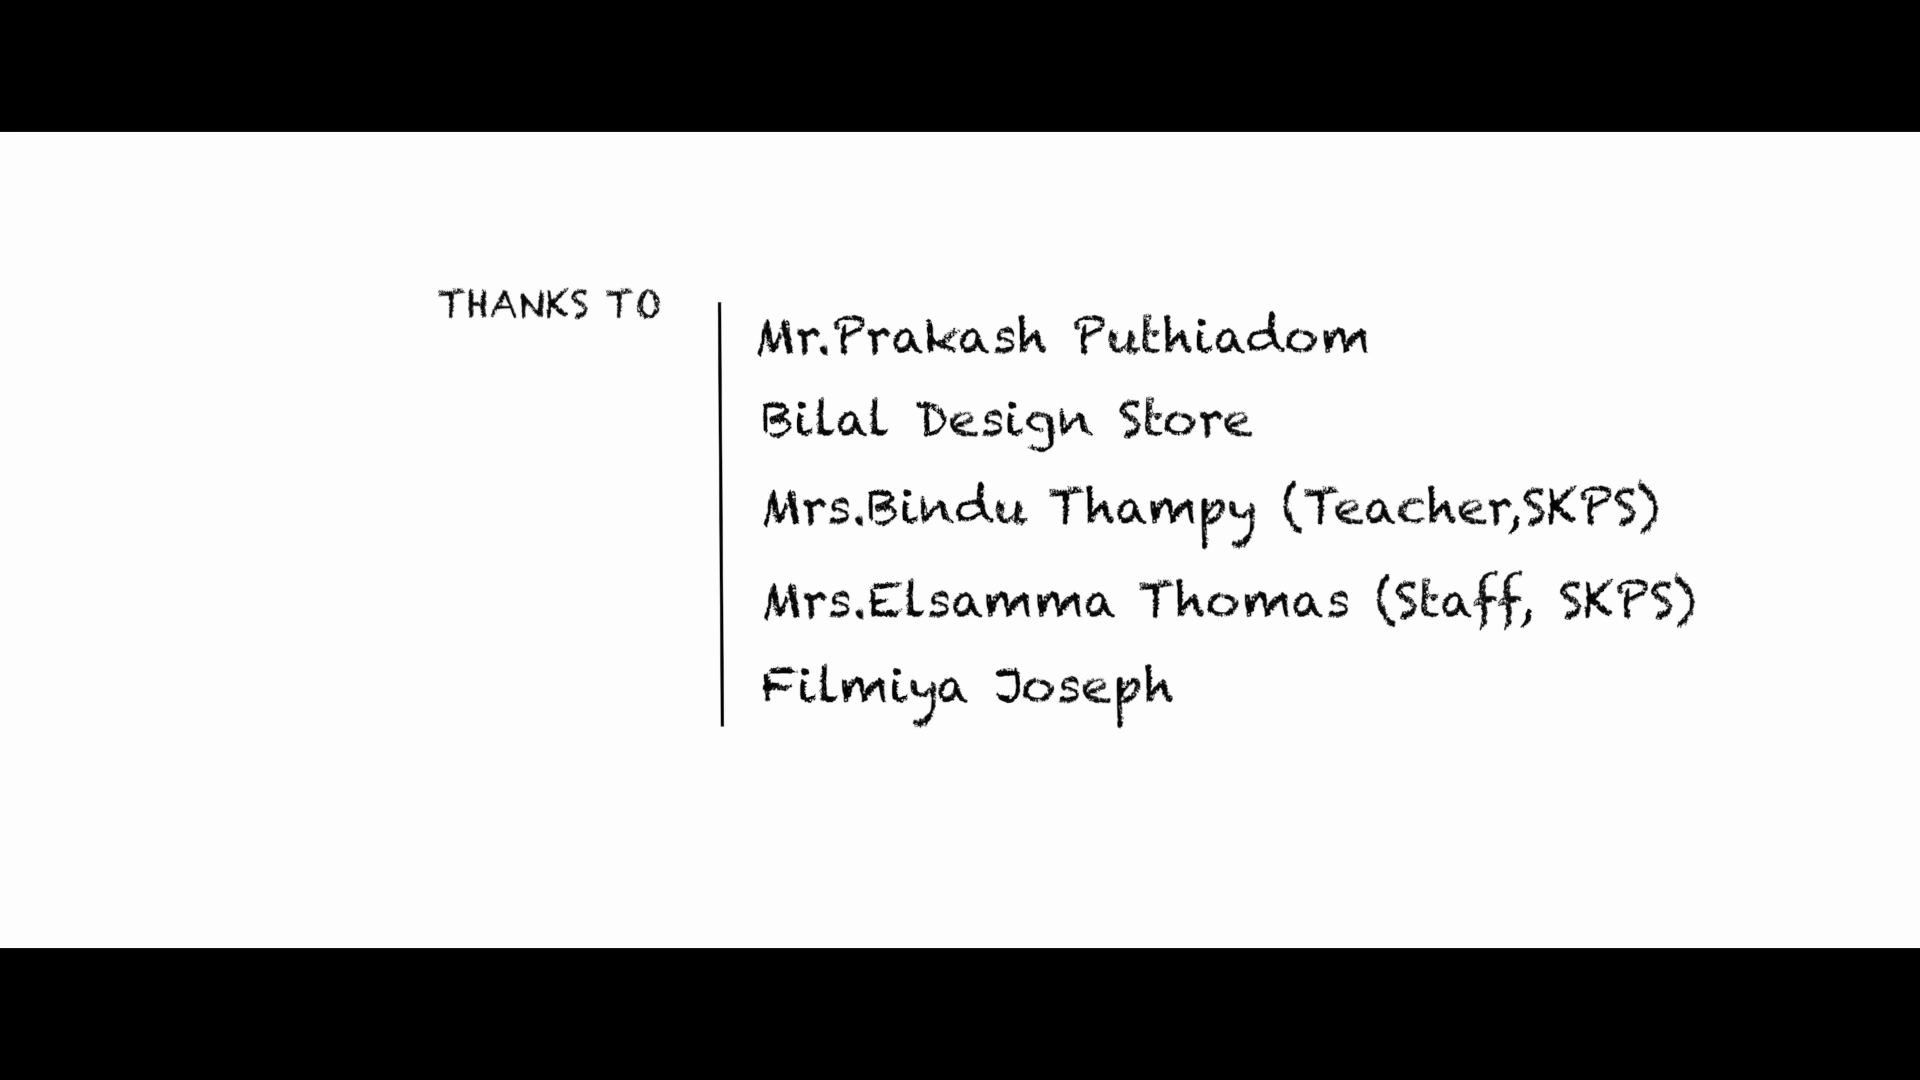 THANKS TO
Mr.Prakash Puthiadom
Bilal Design Store
Mrs.Bindu Thampy (Teacher,SKPS)
Mrs.Elsamma Thomas (Staff, SKPS)
Filmiya Joseph